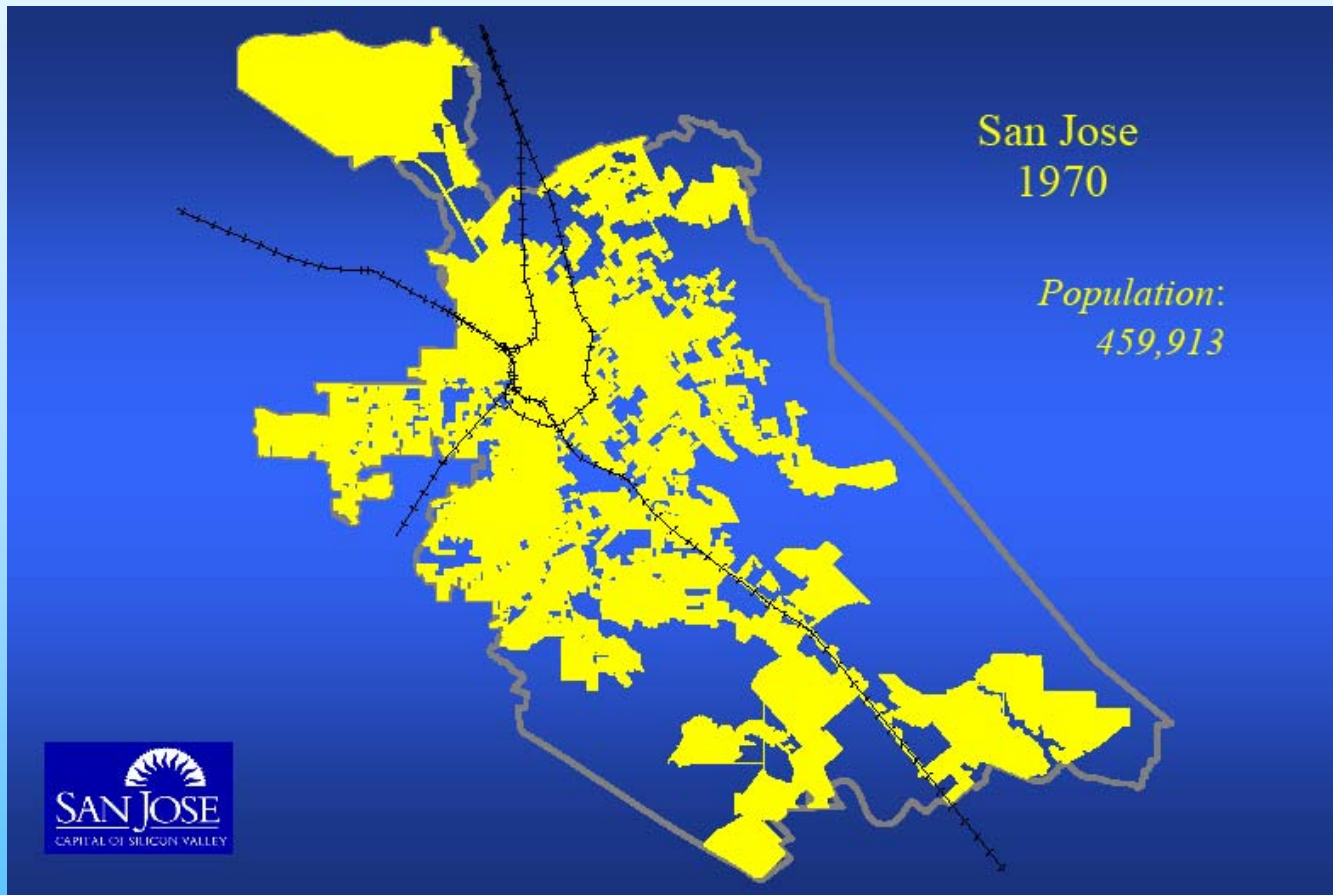 San Jose
1970
Population:
459,913
SAN JOSE
CAPITAL OF SILICON VALLEY